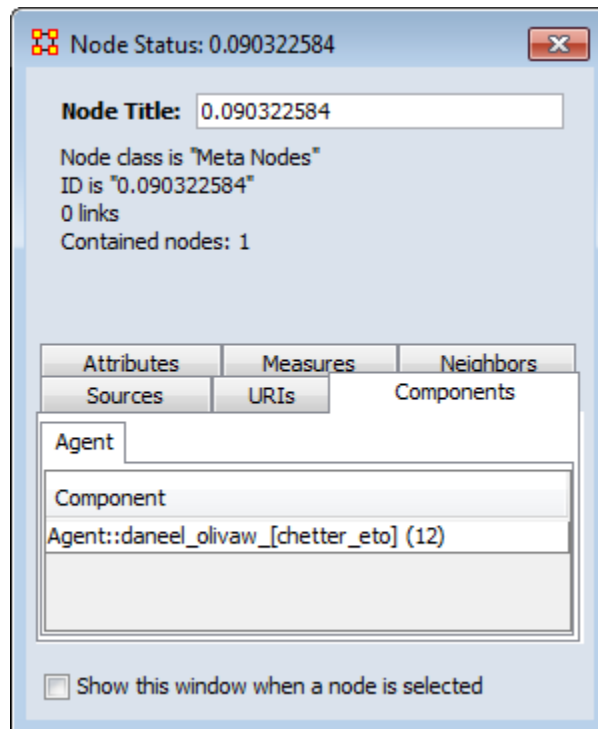 Node Status: 0.090322584
Node Title: 0.090322584
Node class is "Meta Nodes"
ID is "0.090322584"
0 links
Contained nodes: 1
Attributes Measures Neighbors
Sources URIs Components
Agent
Component
Agent::daneel_olivaw_[chetter_eto] (12)
Show this window when a node is selected